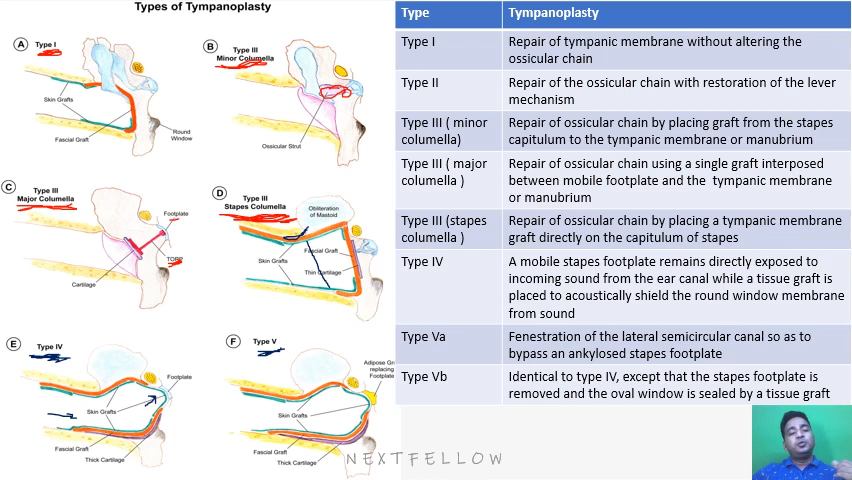 Types of Tympanoplasty
A
Type I
Skin Grafts
Fascial Graft
Round
Window
B
Type III
Minor Columella
Ossicular Strut
C
Type III
Major Columella
Footplate
TORP
Cartilage
D
Type III
Stapes Columella
Obliteration
of Mastoid
Fascial Graft
Thin Cartilage
Skin Grafts
E
Type IV
Footplate
Skin Grafts
Fascial Graft
Thick Cartilage
F
Type V
Adipose Gr
replacing
Footplate
Skin Grafts
Fascial Graft
Thick Cartilage
Type Tympanoplasty
Type I Repair of tympanic membrane without altering the
ossicular chain
Type II Repair of the ossicular chain with restoration of the lever
mechanism
Type III ( minor Repair of ossicular chain by placing graft from the stapes
columella) capitulum to the tympanic membrane or manubrium
Type III ( major Repair of ossicular chain using a single graft interposed
columella ) between mobile footplate and the tympanic membrane
or manubrium
Type III (stapes Repair of ossicular chain by placing a tympanic membrane
columella ) graft directly on the capitulum of stapes
Type IV A mobile stapes footplate remains directly exposed to
incoming sound from the ear canal while a tissue graft is
placed to acoustically shield the round window membrane
from sound
Type Va Fenestration of the lateral semicircular canal so as to
bypass an ankylosed stapes footplate
Type Vb Identical to type IV, except that the stapes footplate is
removed and the oval window is sealed by a tissue graft
NEXTFELLOW